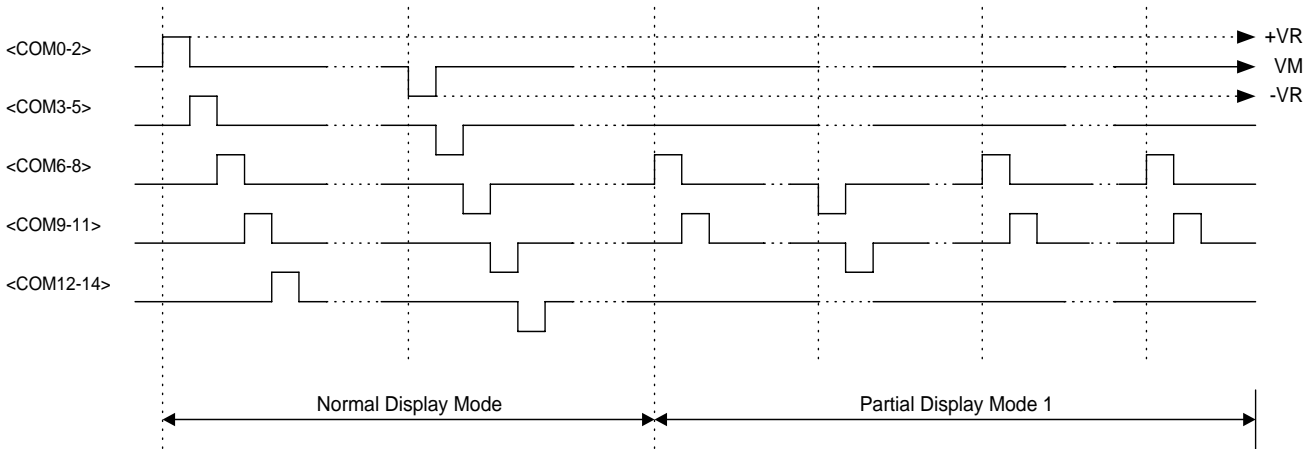 <COM0-2>
+VR
VM
-VR
<COM3-5>
<COM6-8>
<COM9-11>
<COM12-14>
Normal Display Mode
Partial Display Mode 1